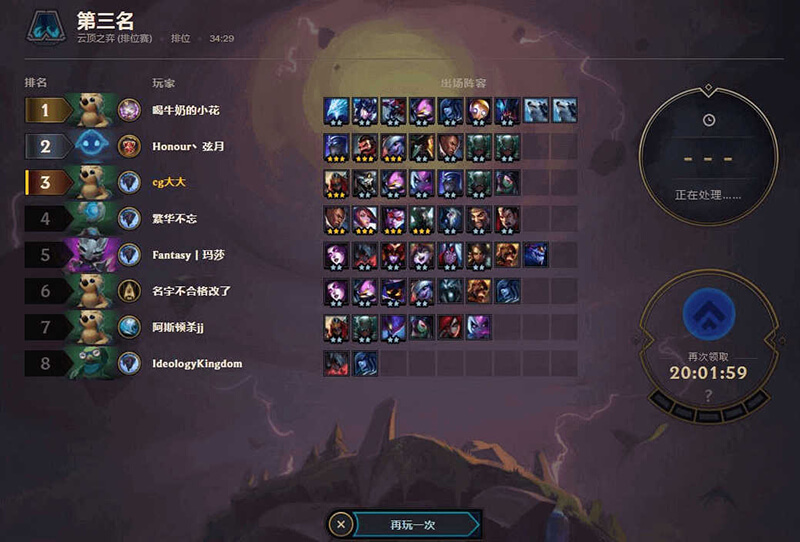 第三名
云顶之弈 (排位赛) 排位 34:29
排名 玩家 出场阵容
1 喝牛奶的小花
2 Honour丶弦月
3 cg大大
4 繁华不忘
5 Fantasy丨玛莎
6 名字不合格改了
7 阿斯顿杀jj
8 IdeologyKingdom
---
正在处理......
再次领取
20:01:59
?
再玩一次